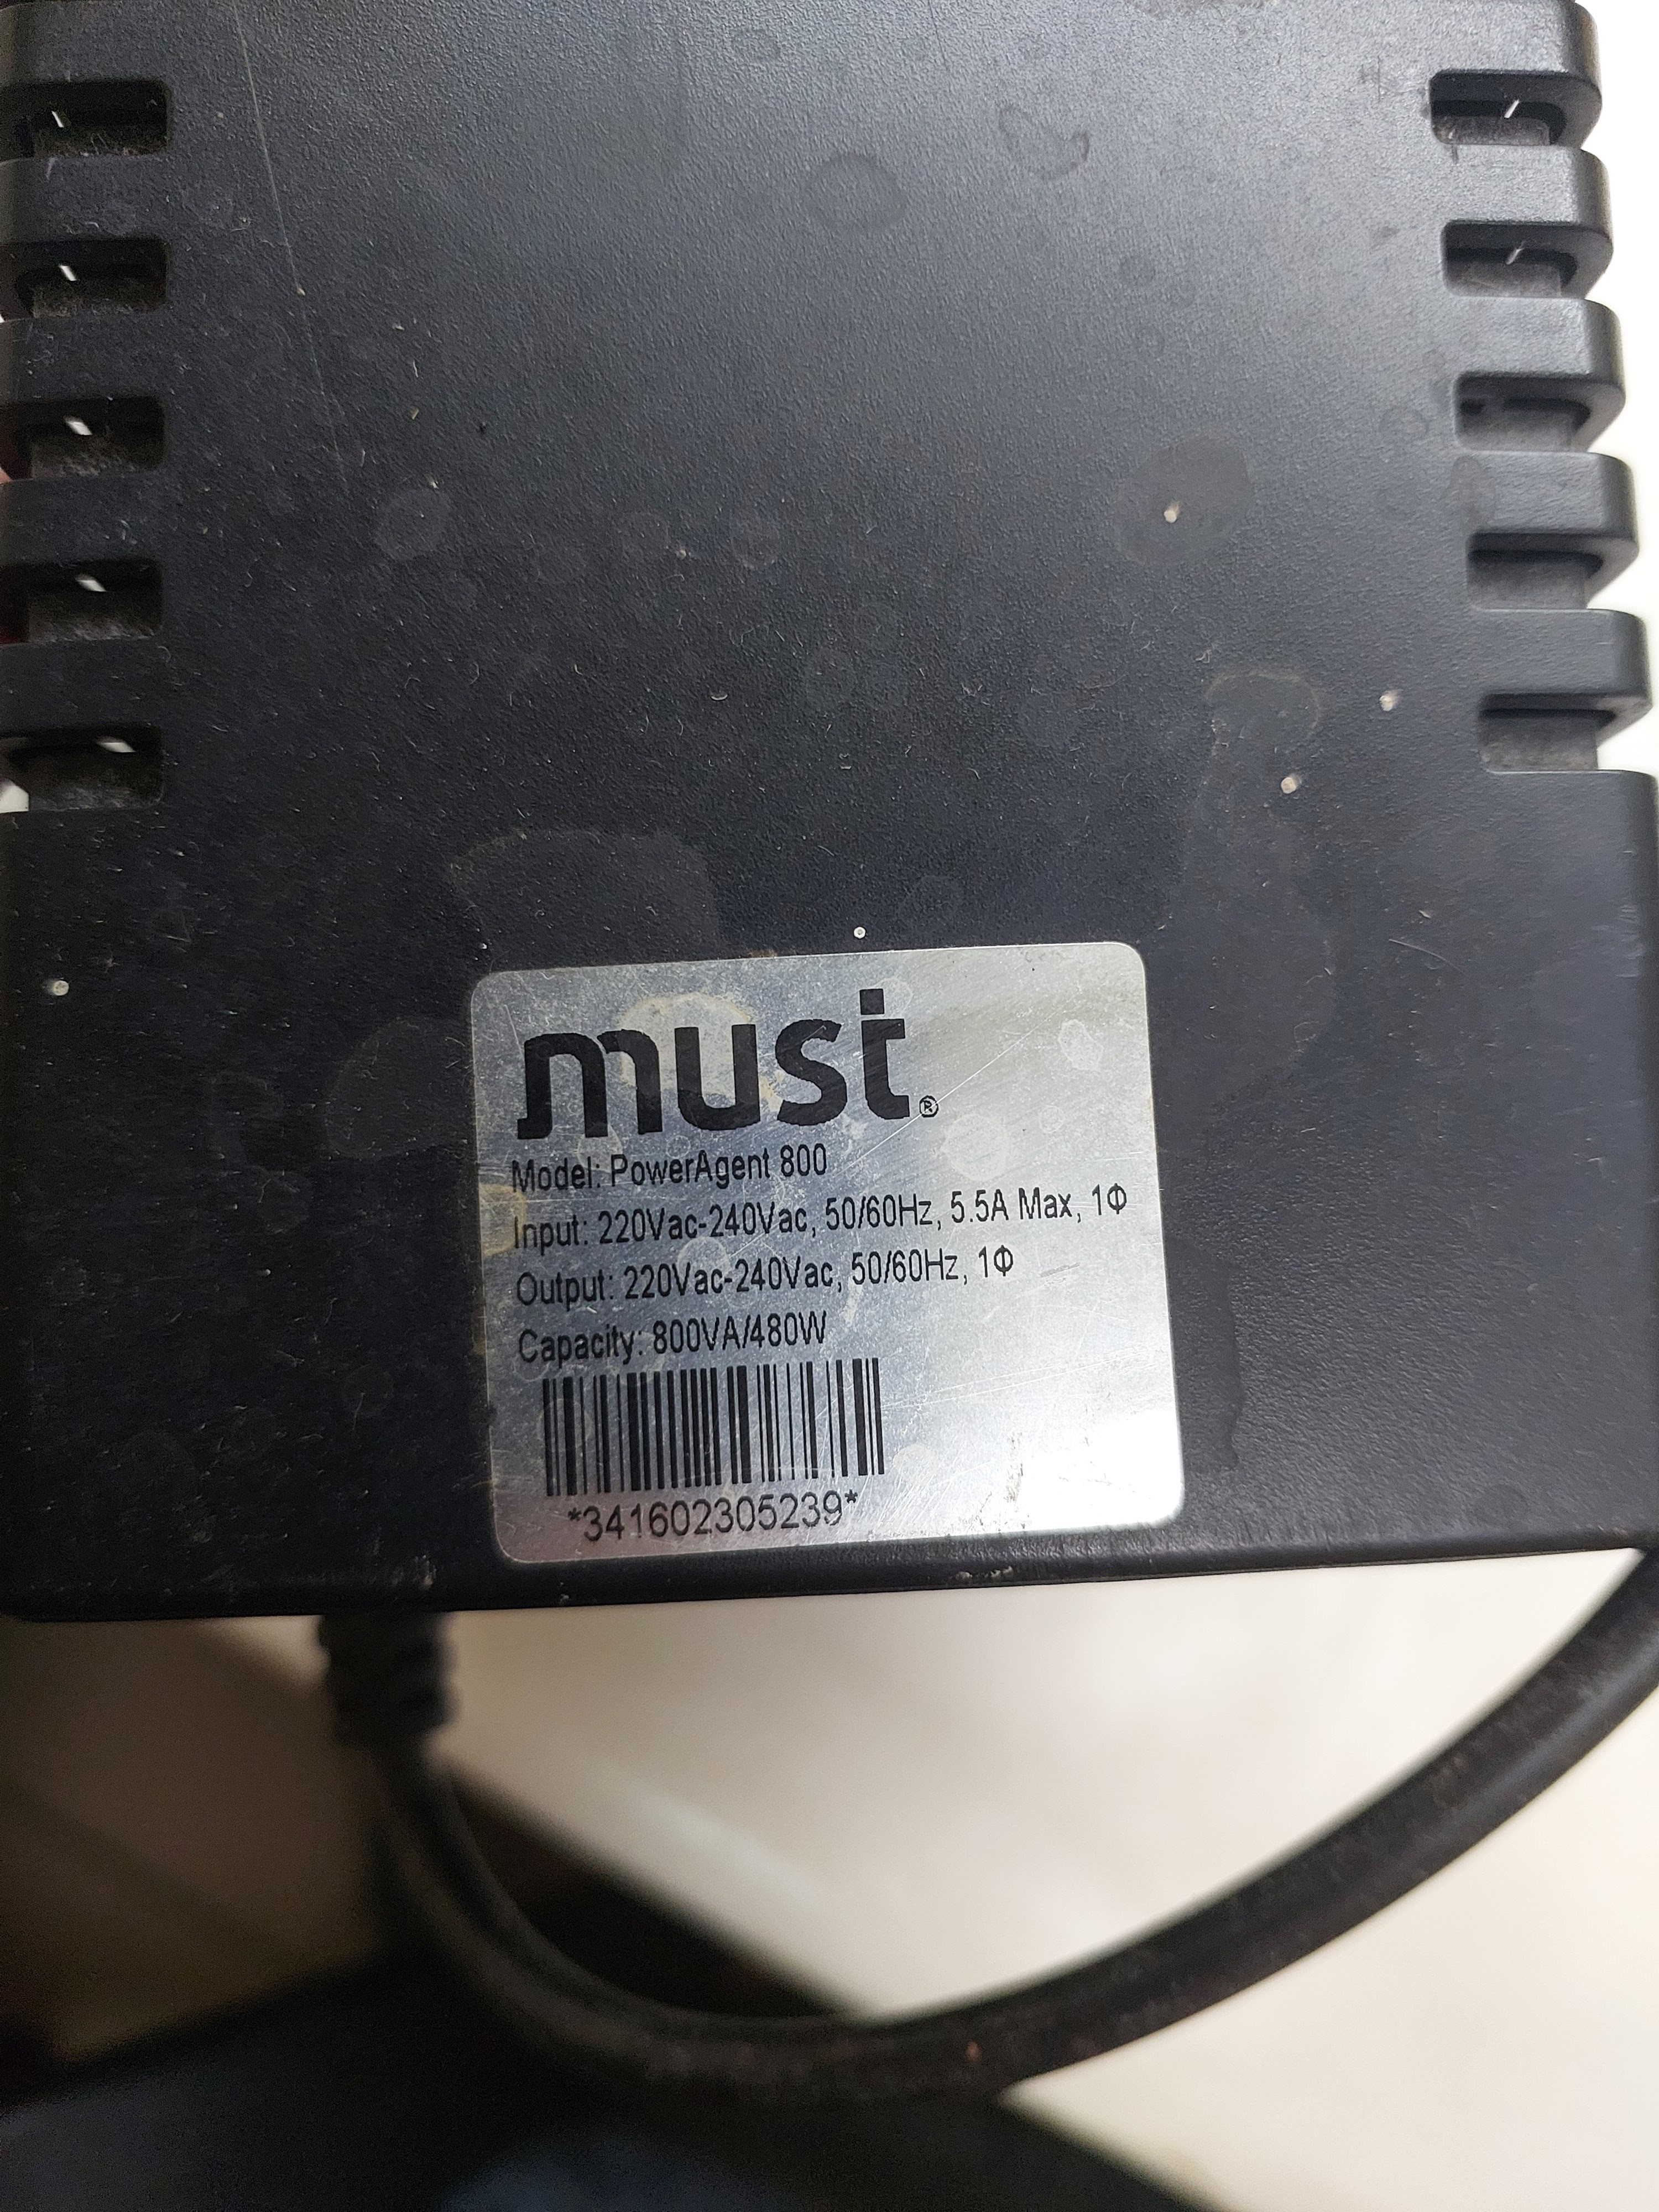 must®
Model: PowerAgent 800
Input: 220Vac-240Vac, 50/60Hz, 5.5A Max, 1Φ
Output: 220Vac-240Vac, 50/60Hz, 1Φ
Capacity: 800VA/480W
*341602305239*